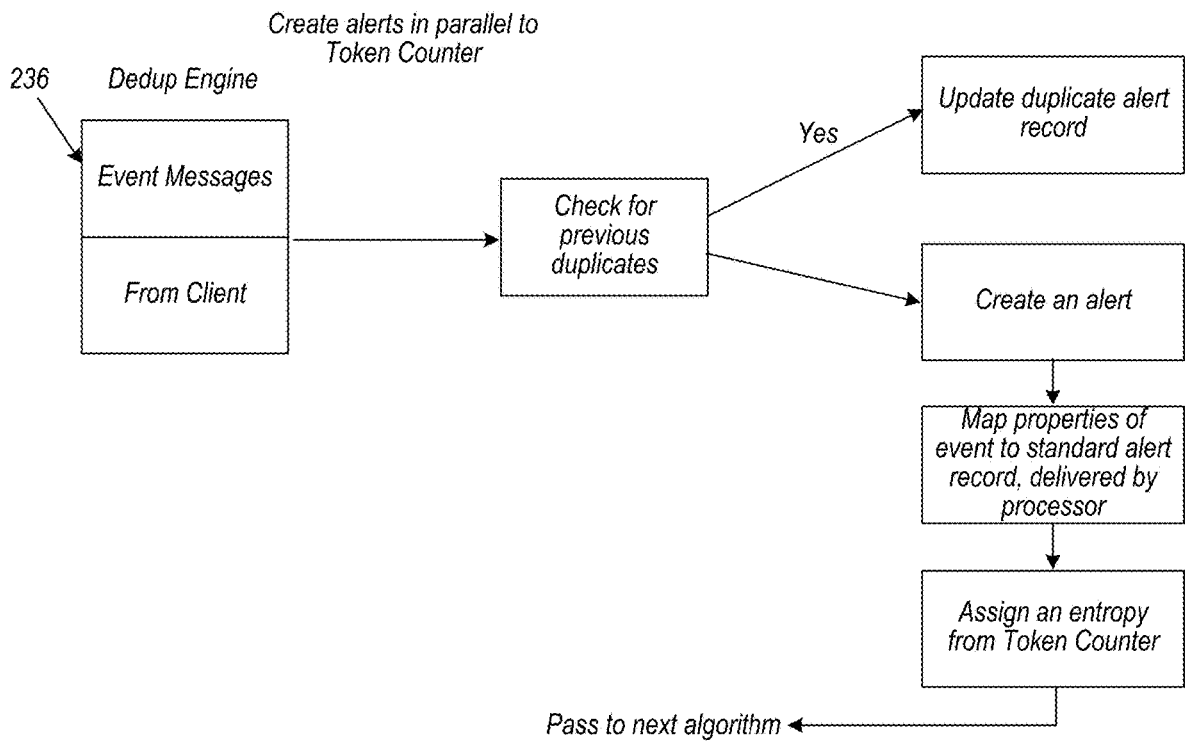 Create alerts in parallel to
Token Counter
236
Dedup Engine
Event Messages
From Client
Check for
previous
duplicates
Yes
Update duplicate alert
record
Create an alert
Map properties of
event to standard alert
record, delivered by
processor
Assign an entropy
from Token Counter
Pass to next algorithm